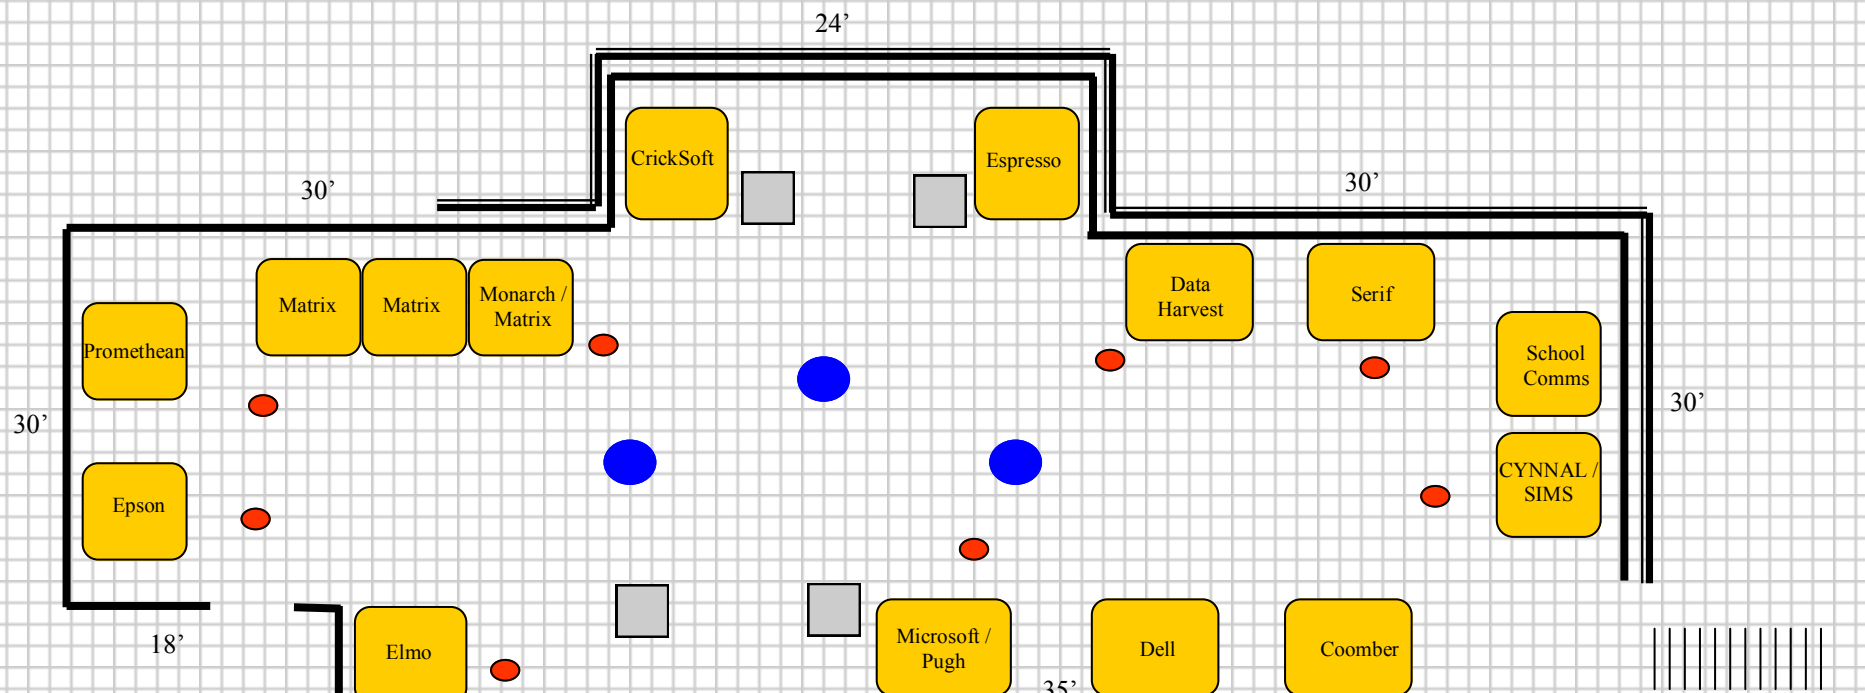 24’
CrickSoft
Espresso
30’
30’
Matrix
Matrix
Monarch /
Matrix
Data
Harvest
Serif
Promethean
School
Comms
30’
30’
Epson
CYNNAL /
SIMS
18’
Elmo
Microsoft /
Pugh
Dell
Coomber
35’